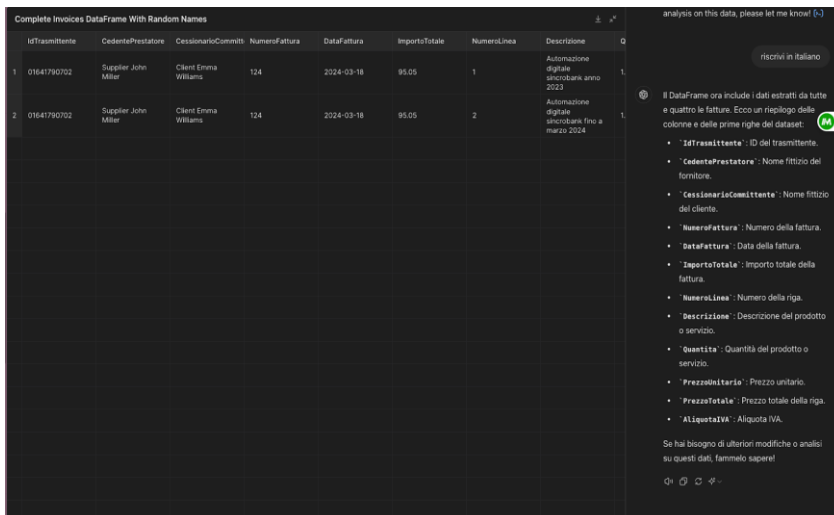 Complete Invoices DataFrame With Random Names
IdTrasmittente CedentePrestatore CessionarioCommitt NumeroFattura DataFattura ImportoTotale NumeroLinea Descrizione Q
1 01641790702 Supplier John Miller Client Emma Williams 124 2024-03-18 95.05 1 Automazione digitale sincrobank anno 2023 1.
2 01641790702 Supplier John Miller Client Emma Williams 124 2024-03-18 95.05 2 Automazione digitale sincrobank fino a marzo 2024 1.
analysis on this data, please let me know! [>-]
riscrivi in italiano
Il DataFrame ora include i dati estratti da tutte
e quattro le fatture. Ecco un riepilogo delle
colonne e delle prime righe del dataset:
• `IdTrasmittente`: ID del trasmittente.
• `CedentePrestatore`: Nome fittizio del
fornitore.
• `CessionarioCommittente`: Nome fittizio
del cliente.
• `NumeroFattura`: Numero della fattura.
• `DataFattura`: Data della fattura.
• `ImportoTotale`: Importo totale della
fattura.
• `NumeroLinea`: Numero della riga.
• `Descrizione`: Descrizione del prodotto
o servizio.
• `Quantita`: Quantità del prodotto o
servizio.
• `PrezzoUnitario`: Prezzo unitario.
• `PrezzoTotale`: Prezzo totale della riga.
• `AliquotaIVA`: Aliquota IVA.
Se hai bisogno di ulteriori modifiche o analisi
su questi dati, fammelo sapere!